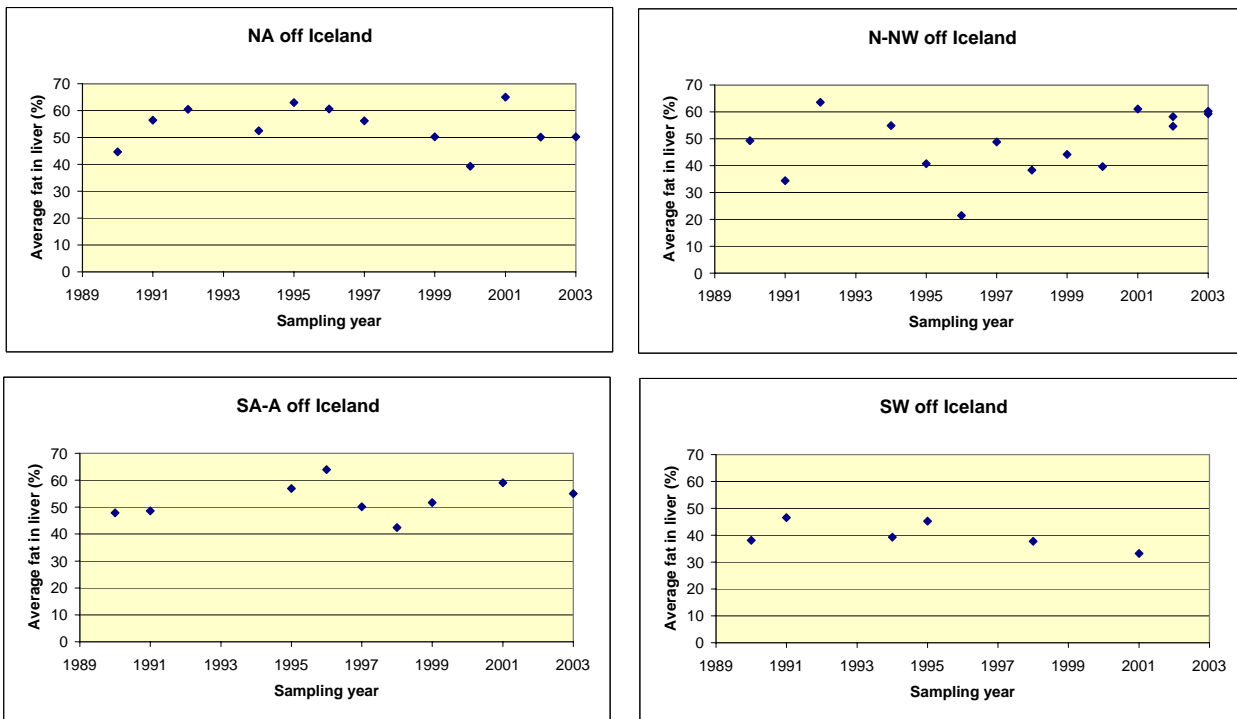 NA off Iceland
Average fat in liver (%)
70
60
50
40
30
20
10
0
1989 1991 1993 1995 1997 1999 2001 2003
Sampling year
N-NW off Iceland
Average fat in liver (%)
70
60
50
40
30
20
10
0
1989 1991 1993 1995 1997 1999 2001 2003
Sampling year
SA-A off Iceland
Average fat in liver (%)
70
60
50
40
30
20
10
0
1989 1991 1993 1995 1997 1999 2001 2003
Sampling year
SW off Iceland
Average fat in liver (%)
70
60
50
40
30
20
10
0
1989 1991 1993 1995 1997 1999 2001 2003
Sampling year